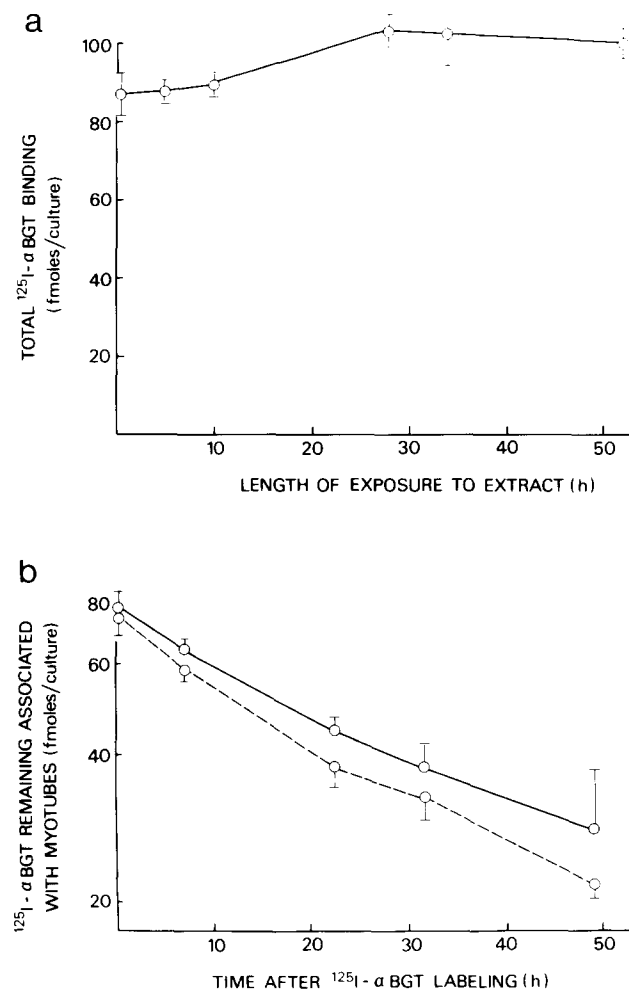 a
TOTAL ¹²⁵I-α BGT BINDING
(fmoles/culture)
100
80
60
40
20
10
20
30
40
50
LENGTH OF EXPOSURE TO EXTRACT (h)
b
¹²⁵I-α BGT REMAINING ASSOCIATED
WITH MYOTUBES (fmoles/culture)
80
60
40
20
10
20
30
40
50
TIME AFTER ¹²⁵I-α BGT LABELING (h)